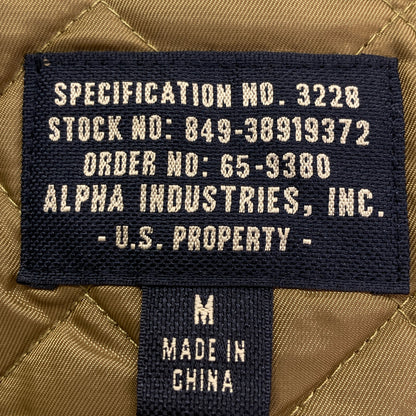 SPECIFICATION NO. 3228
STOCK NO: 849-38919372
ORDER NO: 65-9380
ALPHA INDUSTRIES, INC.
- U.S. PROPERTY -
M
MADE IN
CHINA